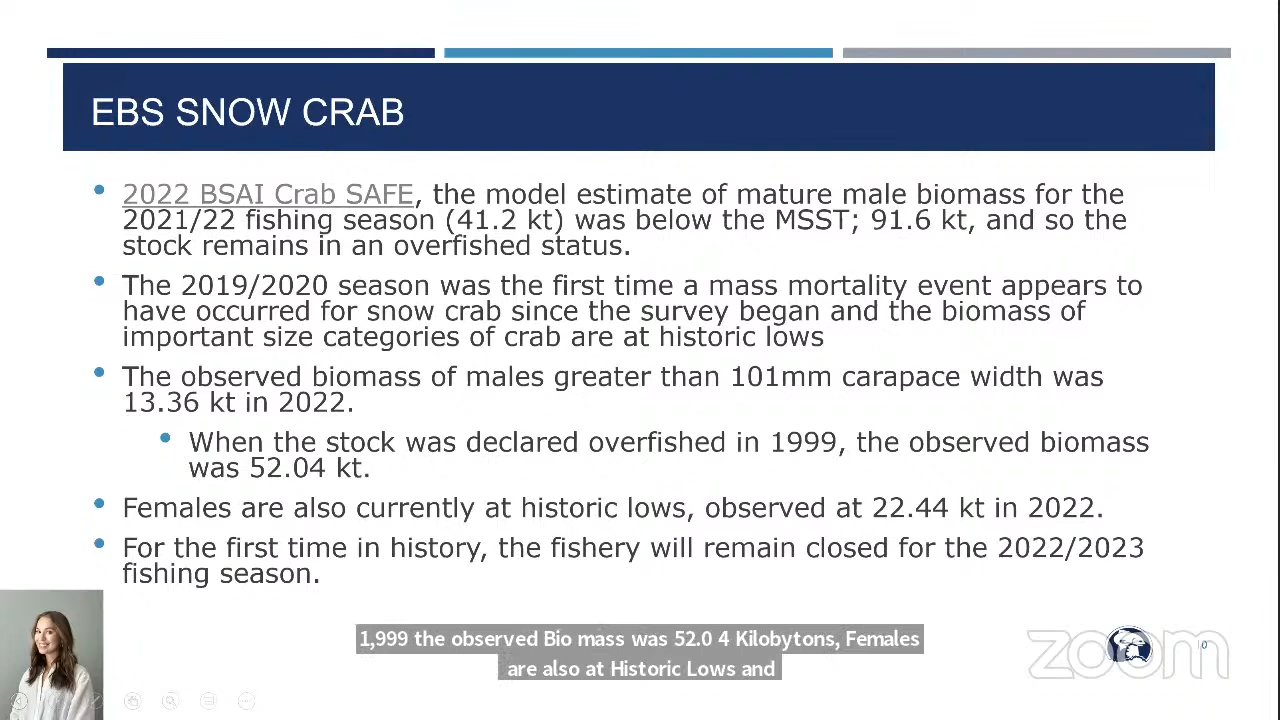 EBS SNOW CRAB
2022 BSAI Crab SAFE, the model estimate of mature male biomass for the
2021/22 fishing season (41.2 kt) was below the MSST; 91.6 kt, and so the
stock remains in an overfished status.
The 2019/2020 season was the first time a mass mortality event appears to
have occurred for snow crab since the survey began and the biomass of
important size categories of crab are at historic lows
The observed biomass of males greater than 101mm carapace width was
13.36 kt in 2022.
When the stock was declared overfished in 1999, the observed biomass
was 52.04 kt.
Females are also currently at historic lows, observed at 22.44 kt in 2022.
For the first time in history, the fishery will remain closed for the 2022/2023
fishing season.
1,999 the observed Bio mass was 52.0 4 Kilobytons, Females
are also at Historic Lows and
zoom